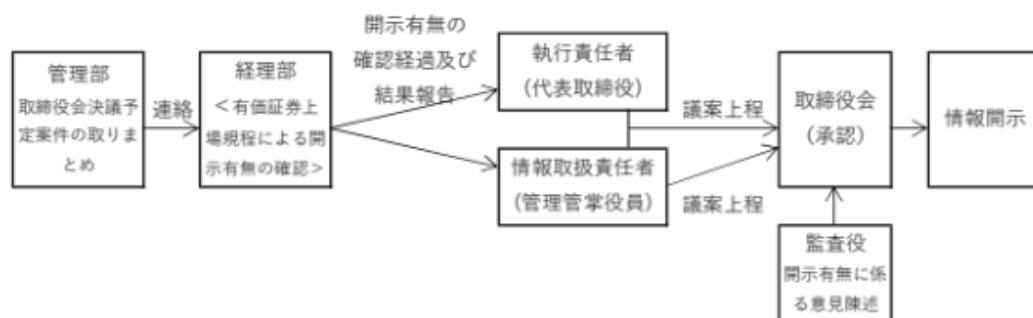 管理部
取締役会決議予
定案件の取りま
とめ
連絡
経理部
<有価証券上
場規程による開
示有無の確認>
開示有無の
確認経過及び
結果報告
執行責任者
(代表取締役)
情報取扱責任者
(管理管掌役員)
議案上程
議案上程
取締役会
(承認)
監査役
開示有無に係
る意見陳述
情報開示